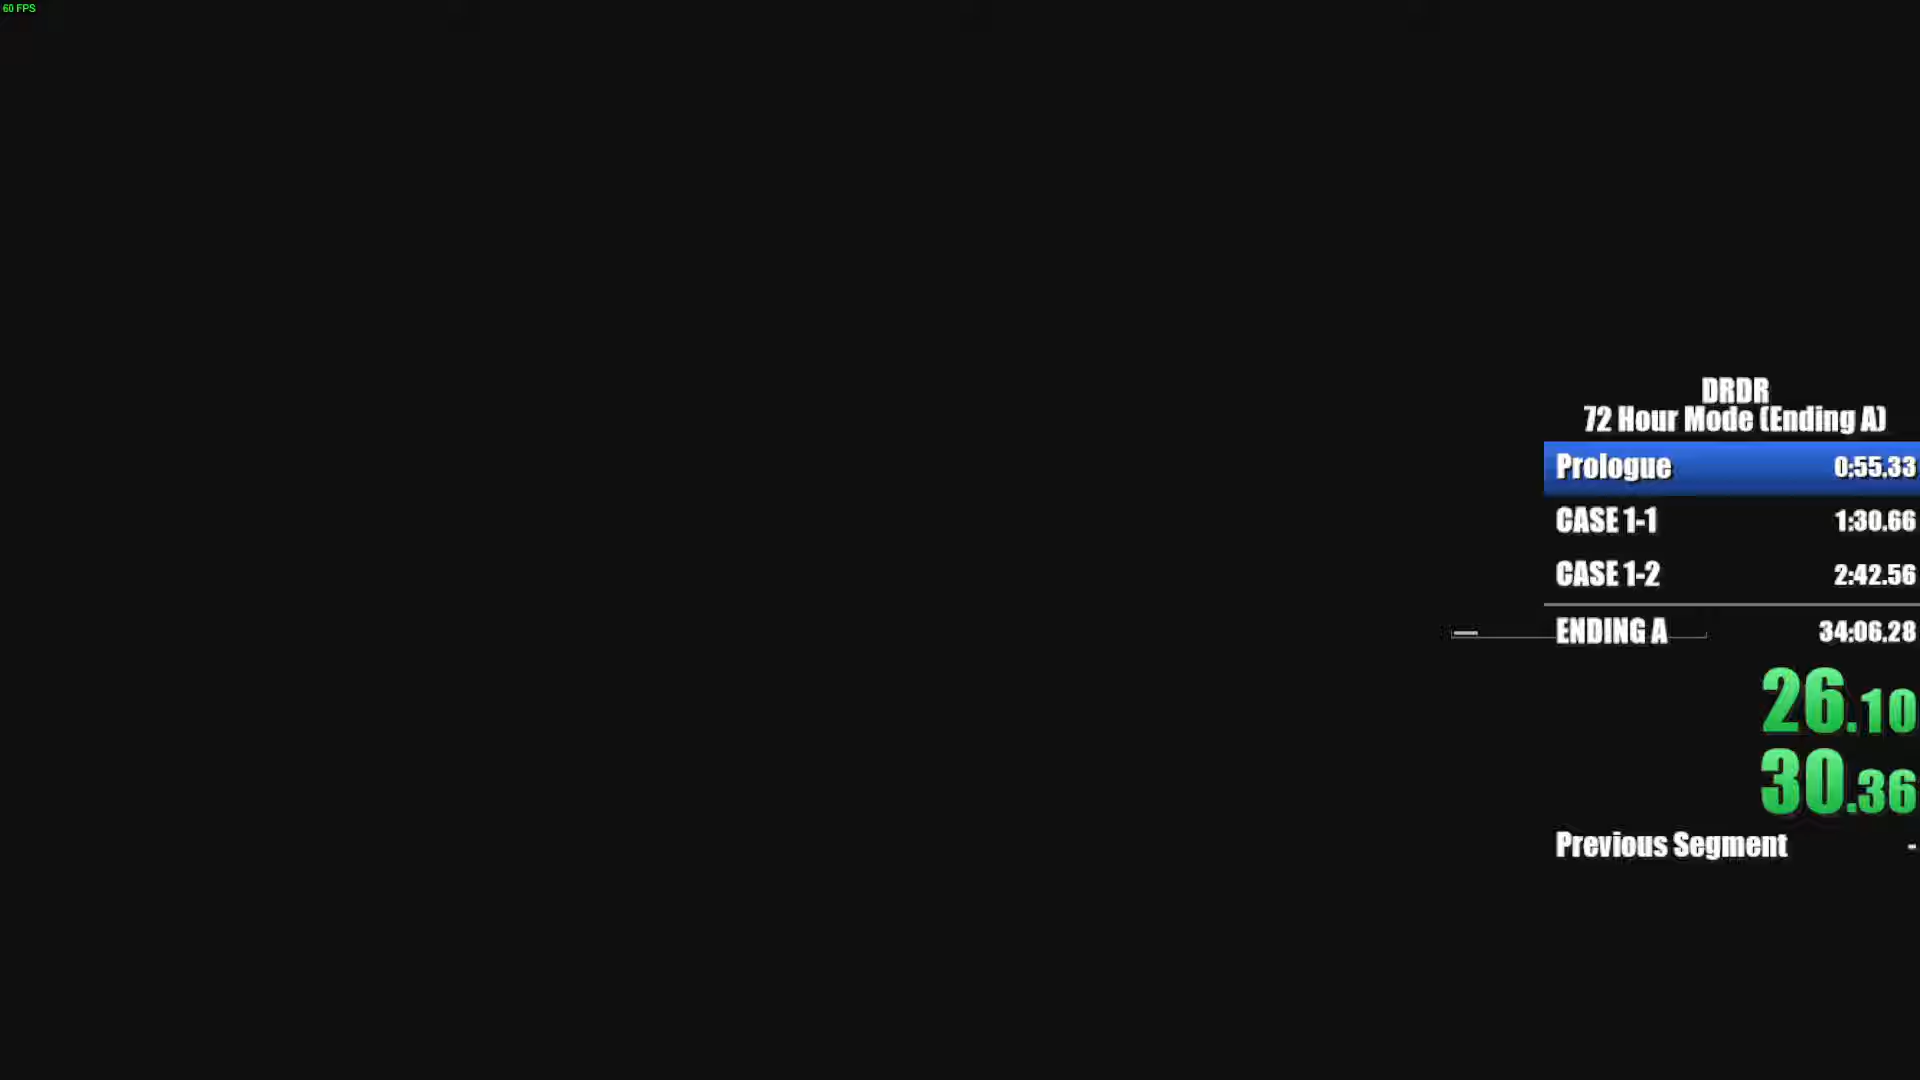 60 FPS
DRDR
72 Hour Mode (Ending A)
Prologue 0:55.33
CASE 1-1 1:30.66
CASE 1-2 2:42.56
ENDING A 34:06.28
26.10
30.36
Previous Segment -